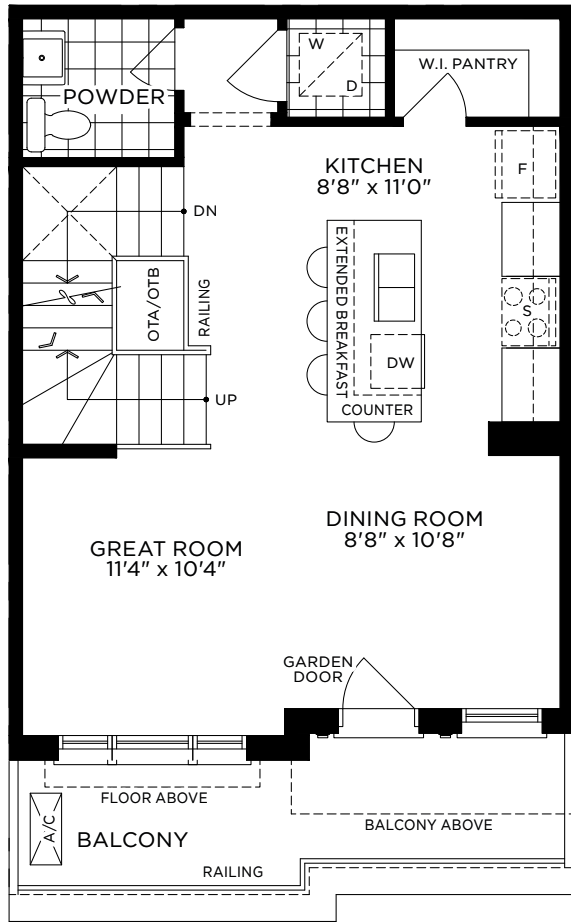 W
D
W.I. PANTRY
POWDER
KITCHEN
8'8" x 11'0"
F
DN
EXTENDED BREAKFAST
OTA/OTB
RAILING
S
DW
UP
COUNTER
DINING ROOM
8'8" x 10'8"
GREAT ROOM
11'4" x 10'4"
GARDEN
DOOR
FLOOR ABOVE
A/C
BALCONY
BALCONY ABOVE
RAILING